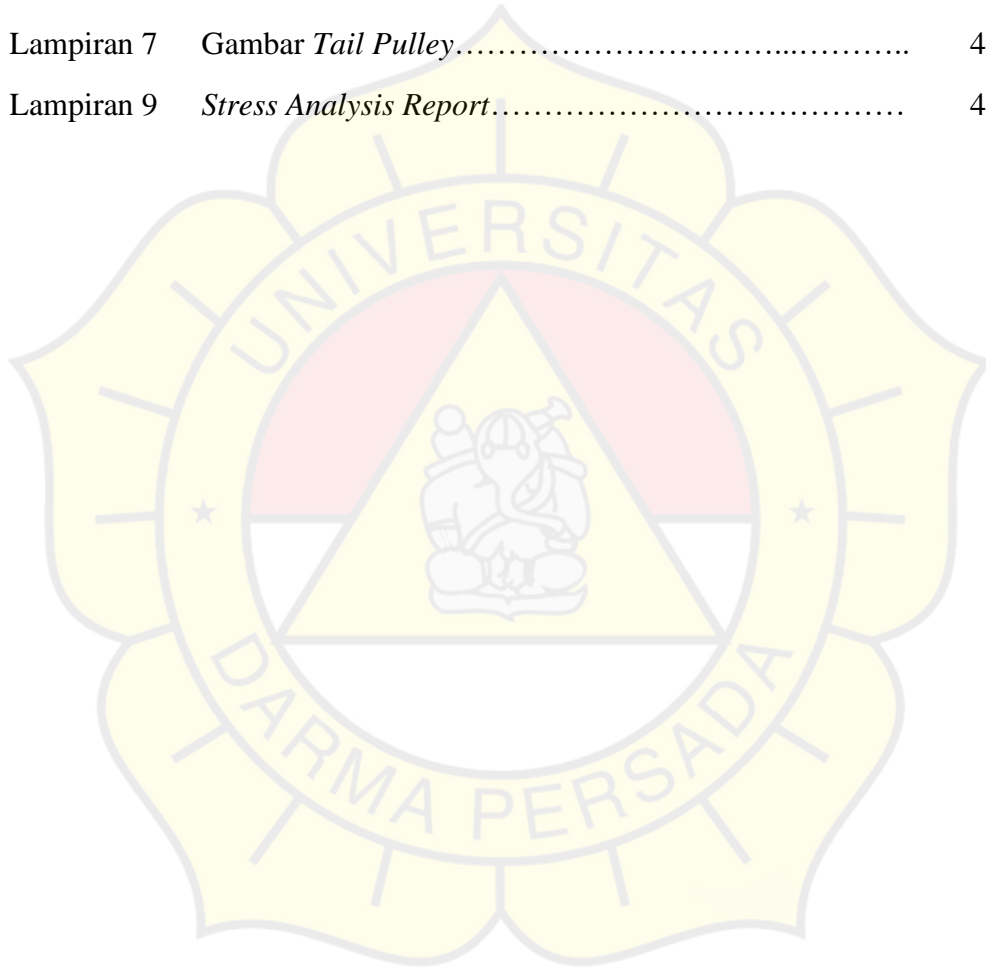 Lampiran 7 Gambar Tail Pulley…………………………...……….. 4
Lampiran 9 Stress Analysis Report………………………………… 4
UNIVERSITAS
DARMA PERSADA